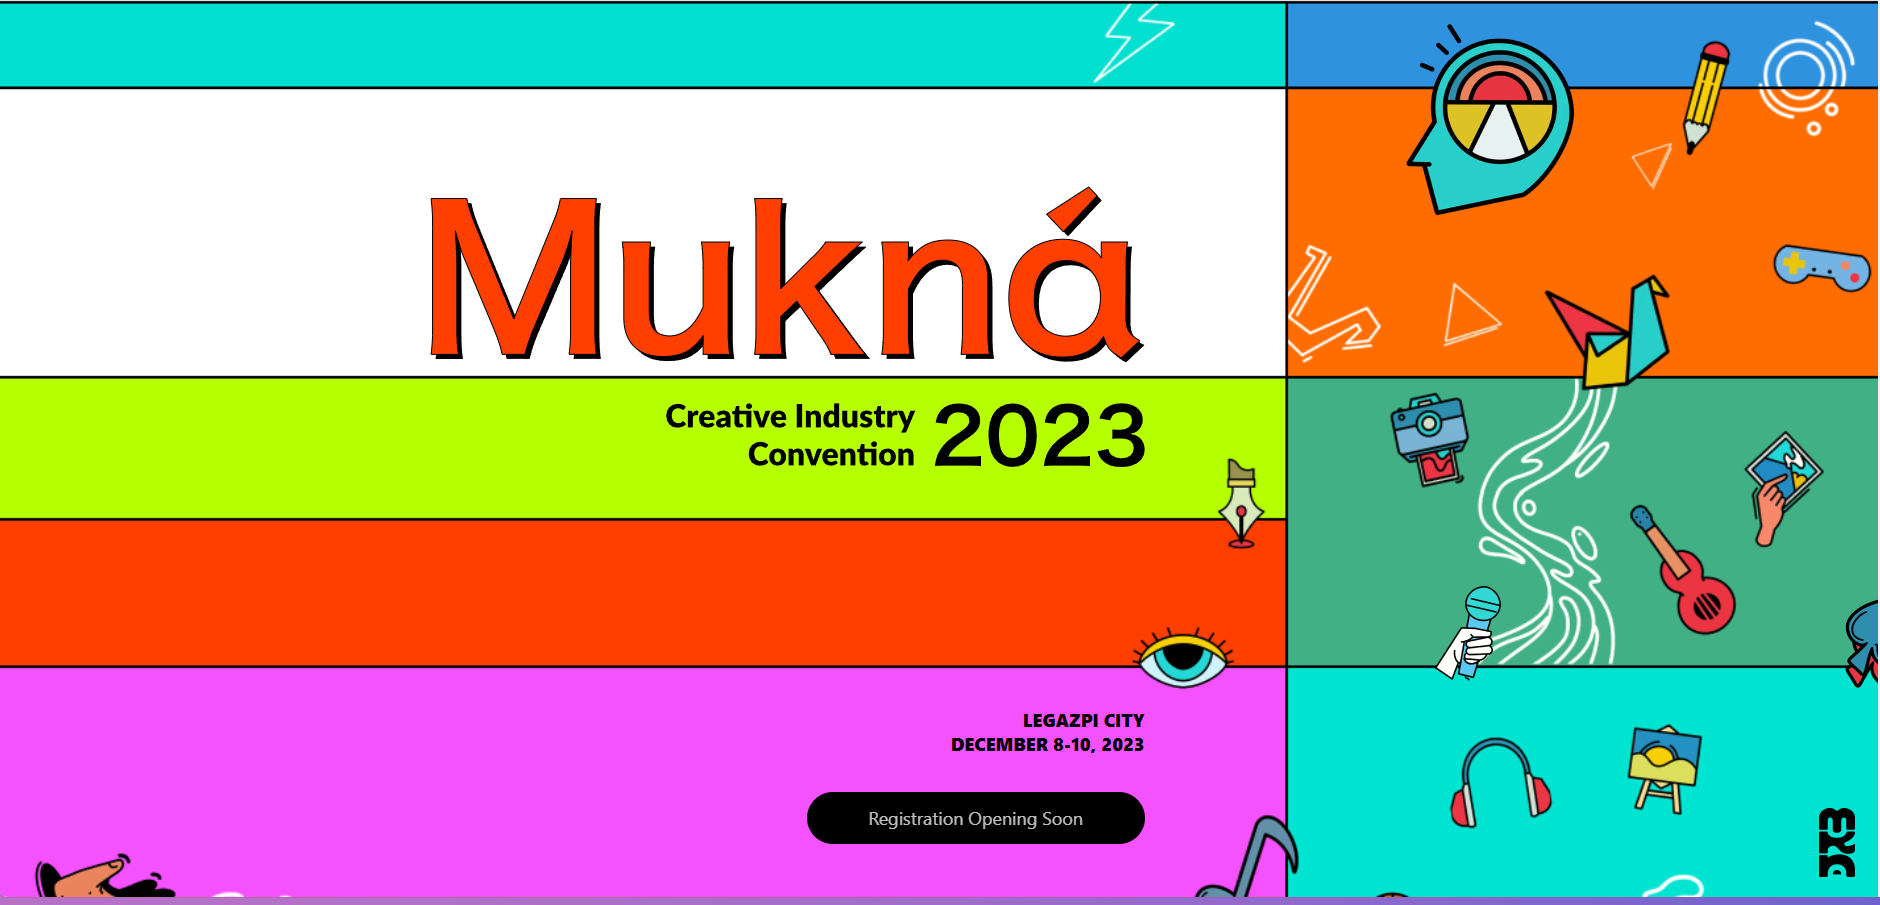 Mukná
Creative Industry
Convention
2023
LEGAZPI CITY
DECEMBER 8-10, 2023
Registration Opening Soon